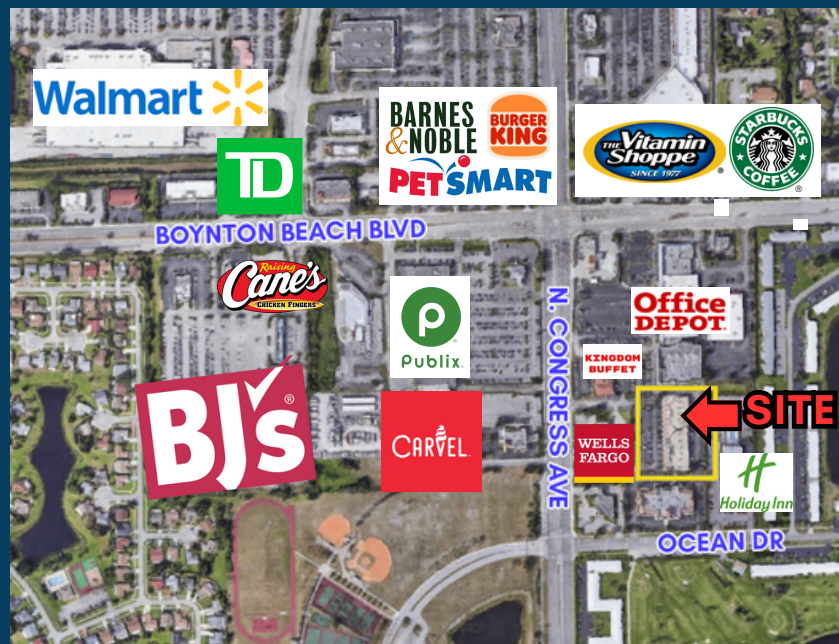 Walmart
TD
BARNES
&NOBLE
BURGER
KING
PETSMART
THE Vitamin
Shoppe®
SINCE 1977
STARBUCKS
COFFEE
®
BOYNTON BEACH BLVD
Raising
Cane's
CHICKEN FINGERS
Publix.
N. CONGRESS AVE
Office
DEPOT.
KINGDOM
BUFFET
SITE
BJ's®
CARVEL
WELLS
FARGO
H
Holiday Inn
OCEAN DR